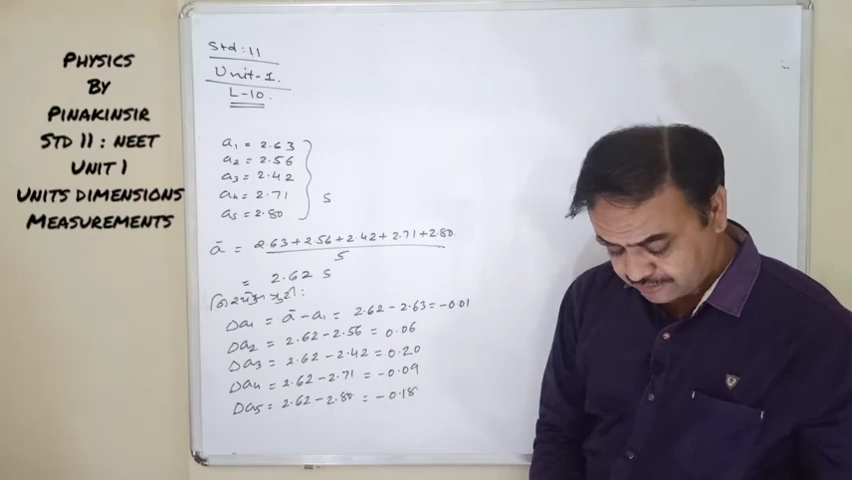 PHYSICS
BY
PINAKINSIR
STD 11 : NEET
UNIT 1
UNITS DIMENSIONS
MEASUREMENTS
Std : 11
Unit-1.
L-10.
a₁ = 2.63
a₂ = 2.56
a₃ = 2.42
a₄ = 2.71
a₅ = 2.80
} s
ā = 2.63+2.56+2.42+2.71+2.80
5
= 2.62 s
Δa₁ = ā - a₁ = 2.62 - 2.63 = -0.01
Δa₂ = 2.62 - 2.56 = 0.06
Δa₃ = 2.62 - 2.42 = 0.20
Δa₄ = 2.62 - 2.71 = -0.09
Δa₅ = 2.62 - 2.80 = -0.18